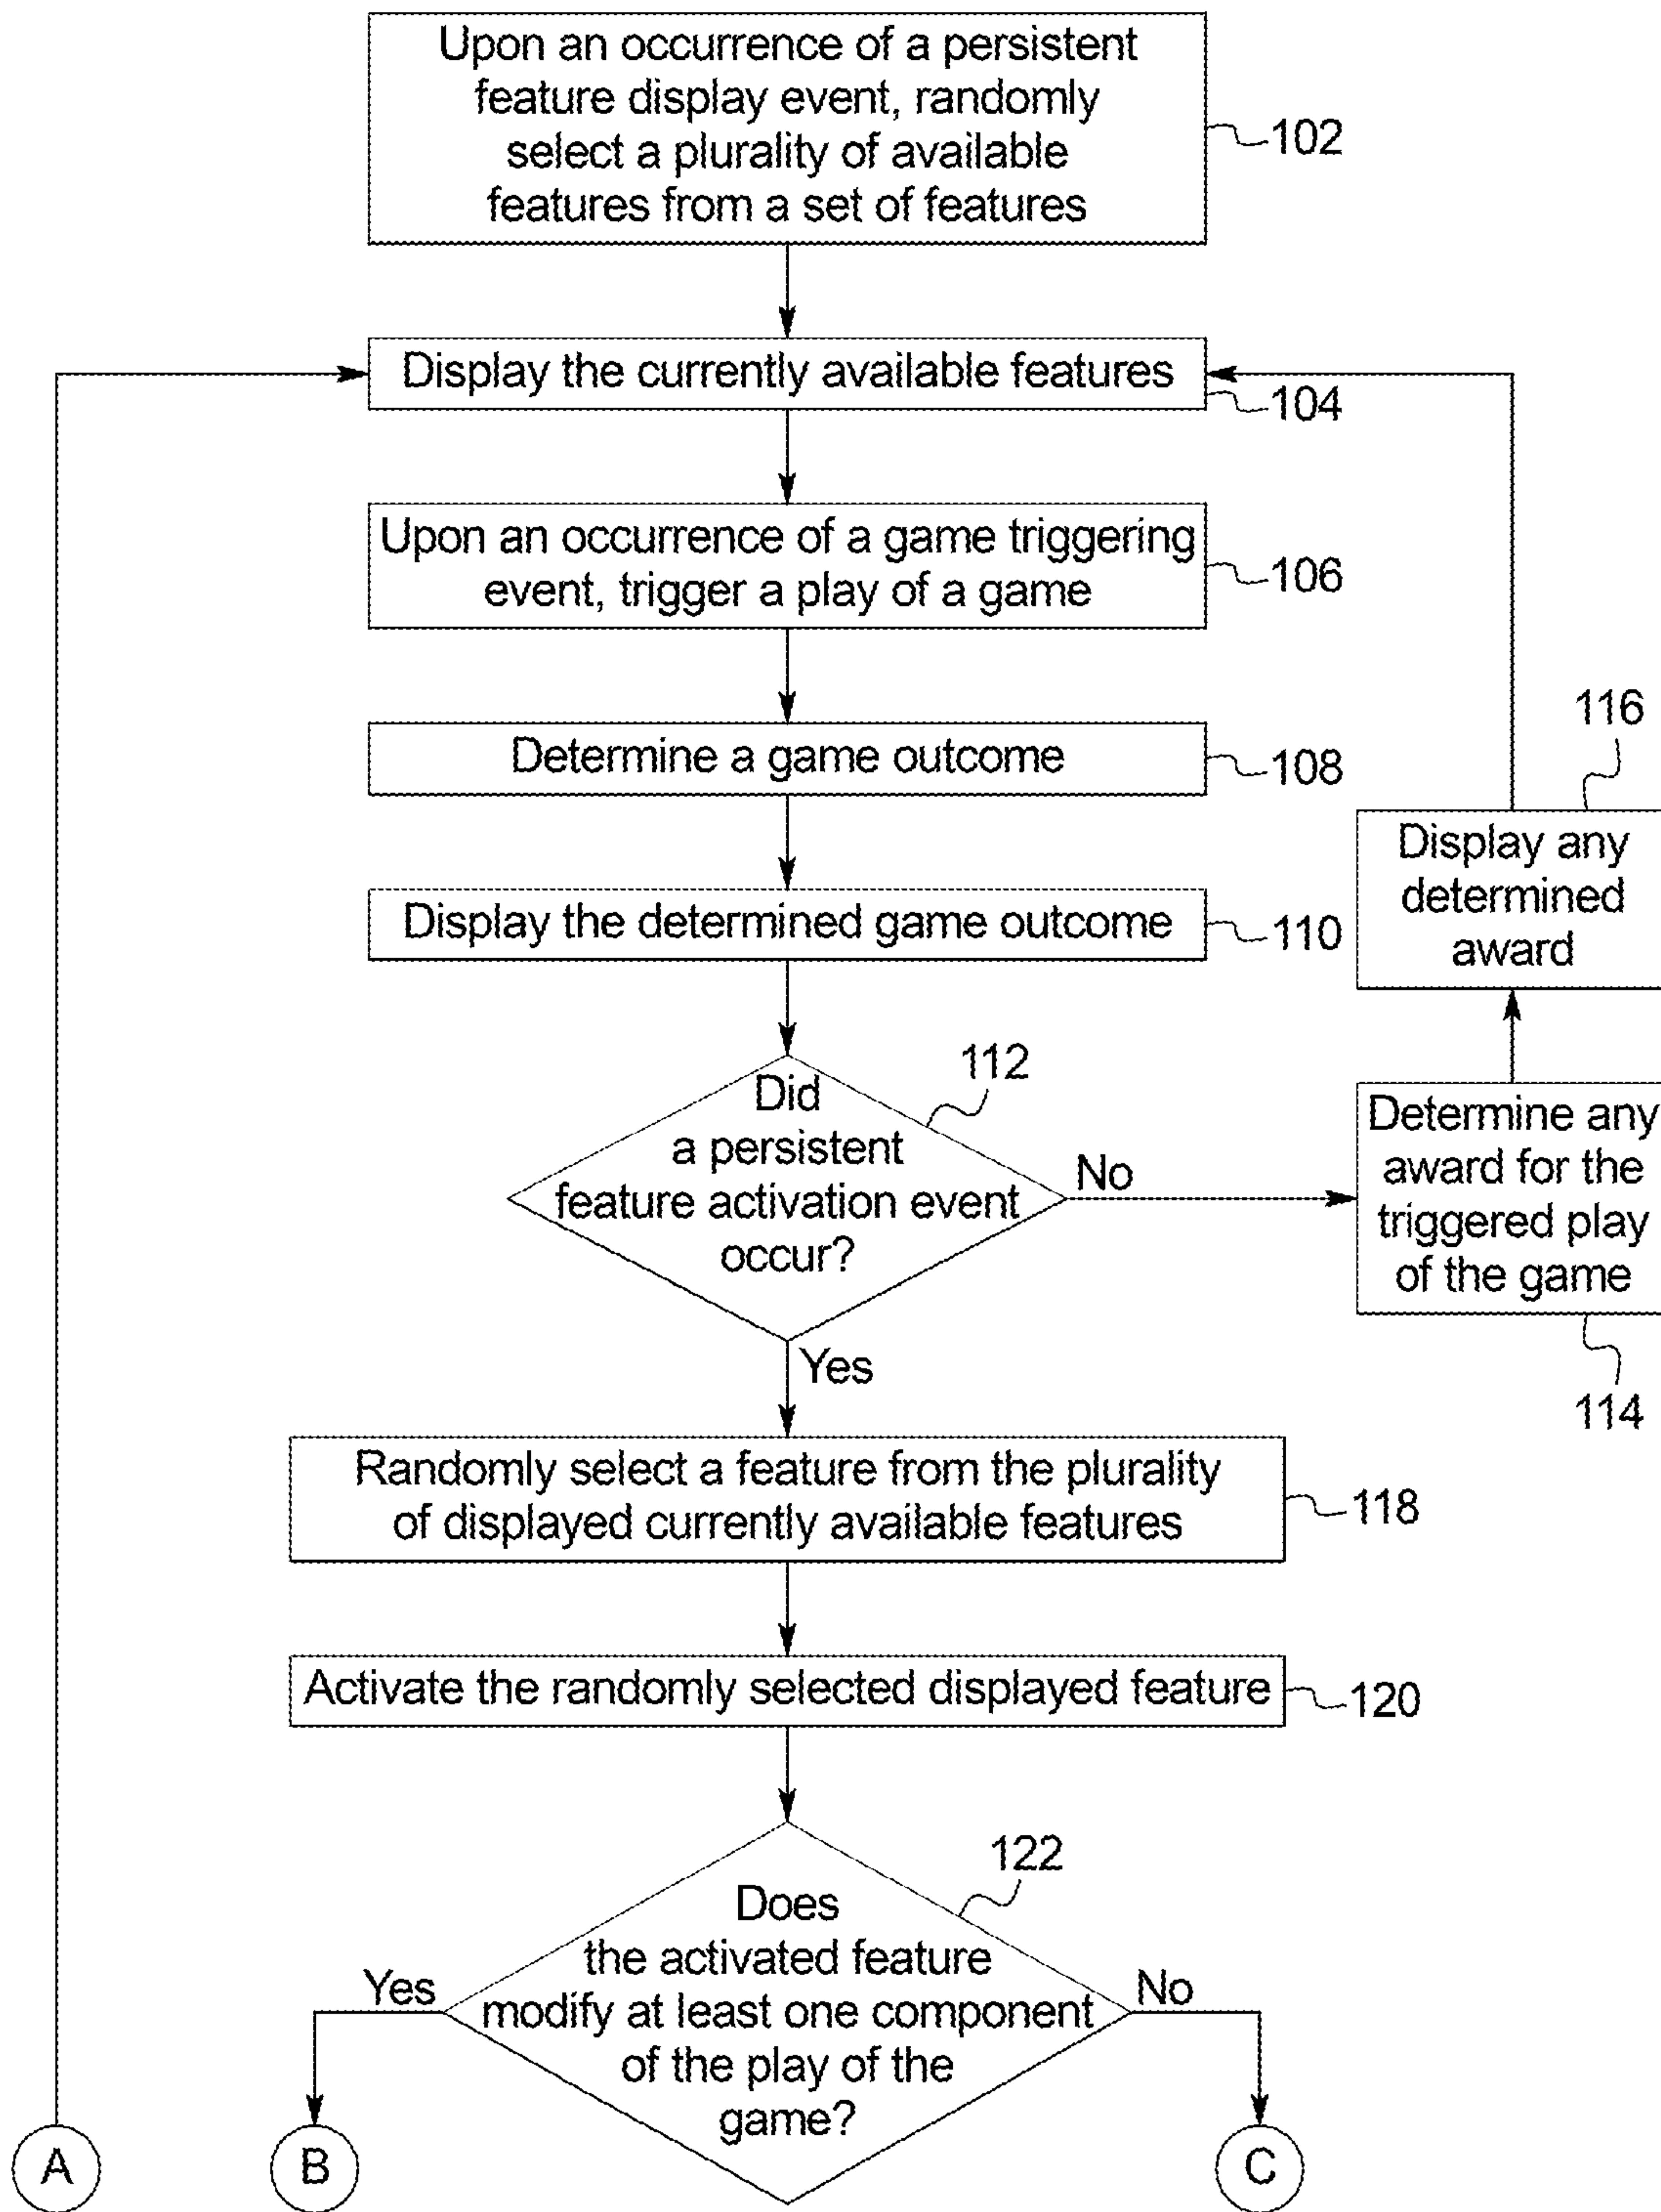 Upon an occurrence of a persistent
feature display event, randomly
select a plurality of available
features from a set of features
102
Display the currently available features
104
Upon an occurrence of a game triggering
event, trigger a play of a game
106
Determine a game outcome
108
116
Display any
determined
award
Display the determined game outcome
110
112
Did
a persistent
feature activation event
occur?
No
Determine any
award for the
triggered play
of the game
114
Yes
Randomly select a feature from the plurality
of displayed currently available features
118
Activate the randomly selected displayed feature
120
122
Does
the activated feature
modify at least one component
of the play of the
game?
Yes
No
A
B
C